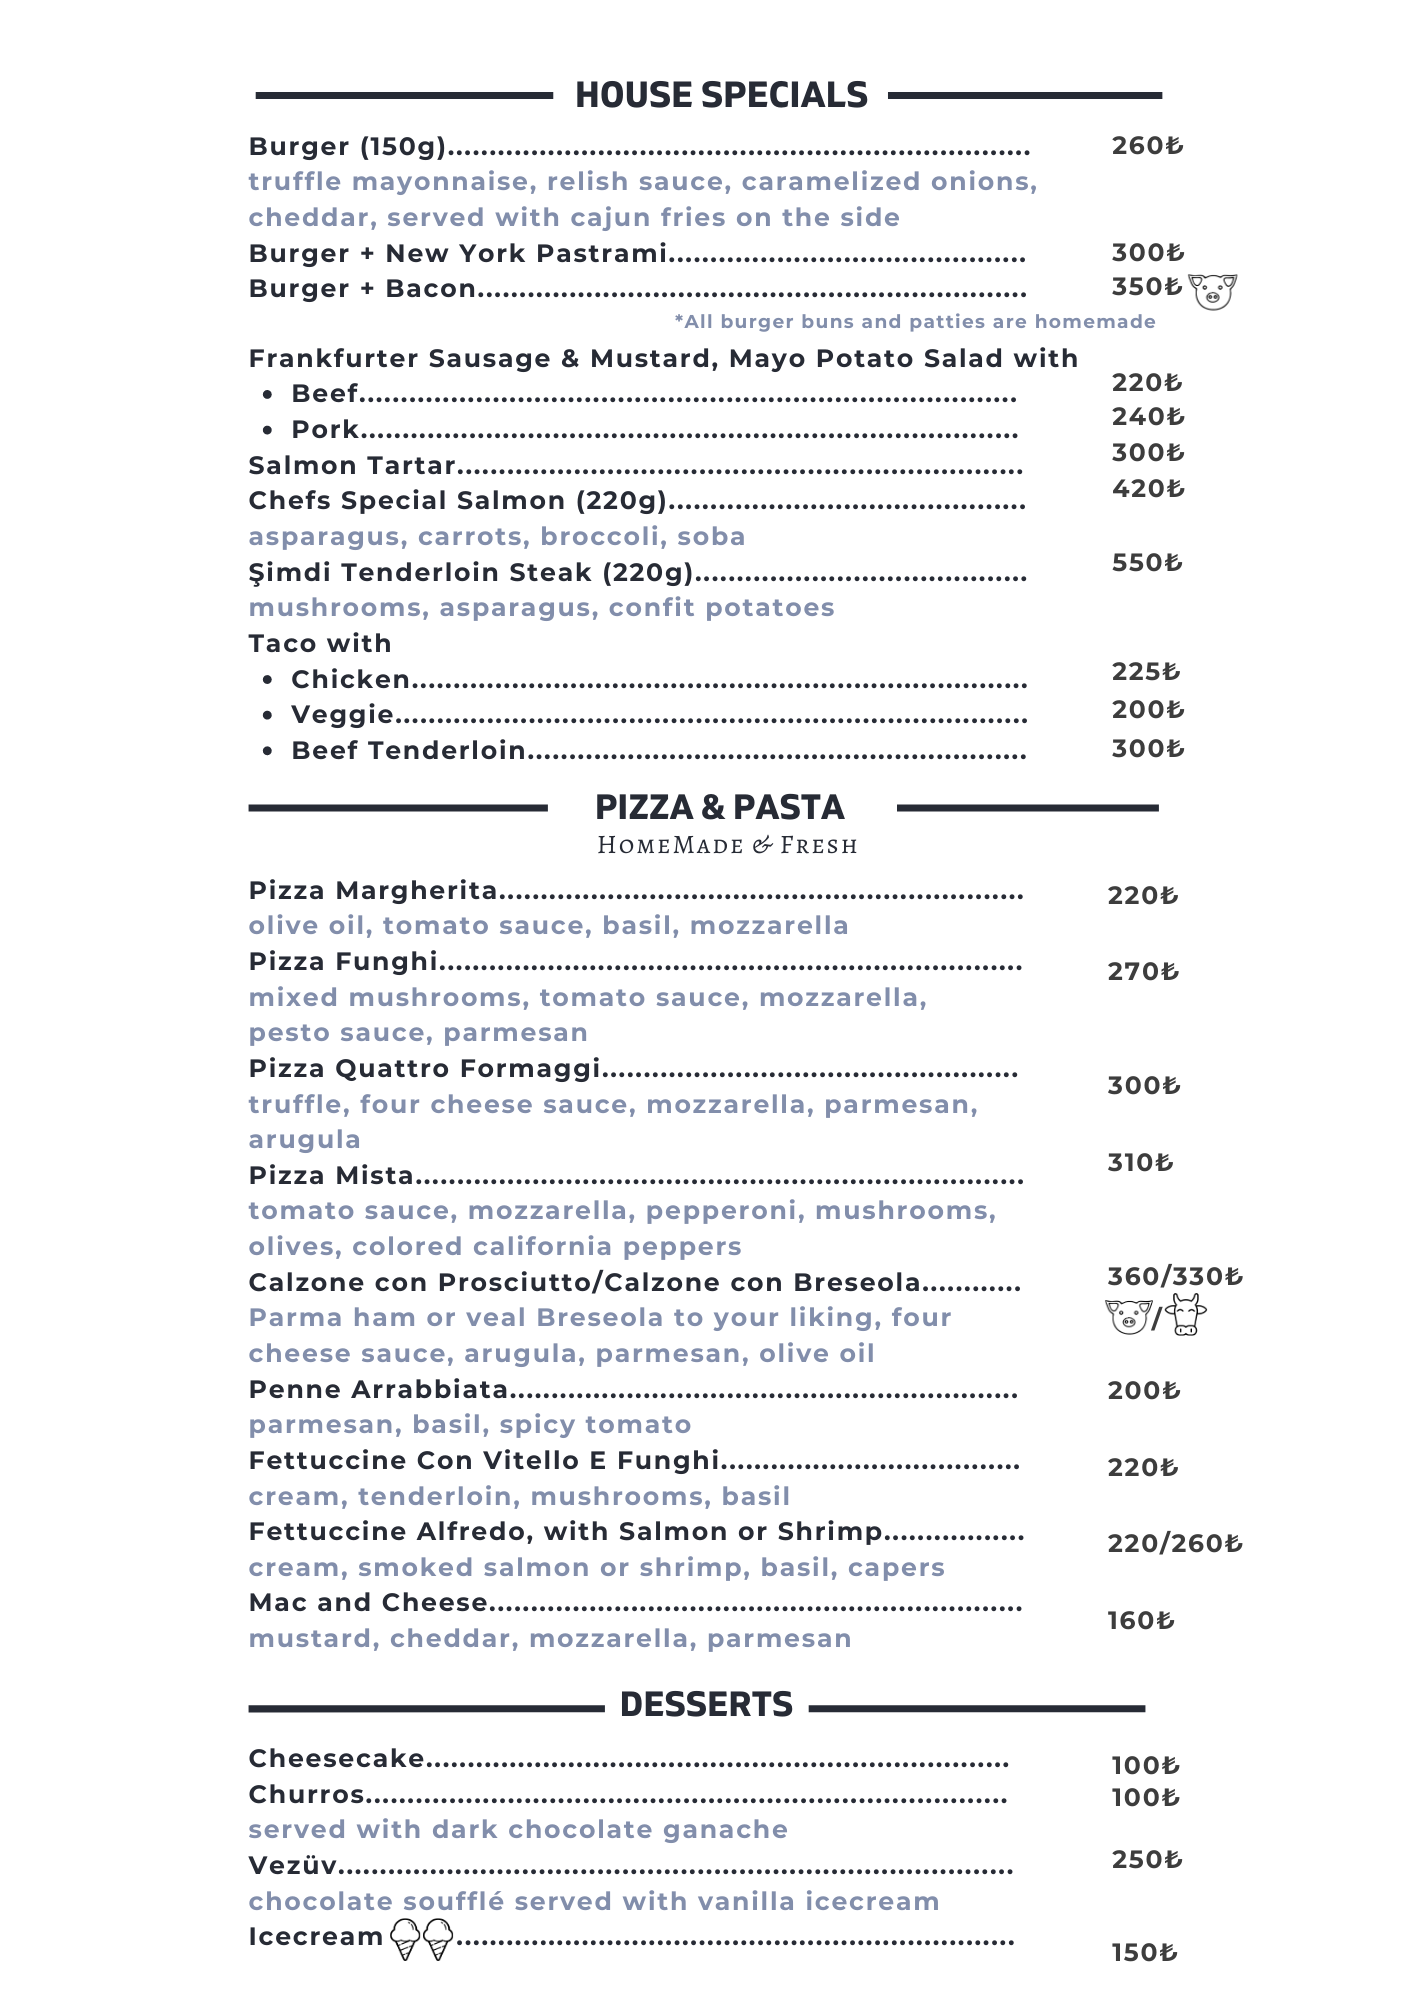 HOUSE SPECIALS
Burger (150g)...................................................................... 260₺
truffle mayonnaise, relish sauce, caramelized onions,
cheddar, served with cajun fries on the side
Burger + New York Pastrami........................................... 300₺
Burger + Bacon.................................................................. 350₺
*All burger buns and patties are homemade
Frankfurter Sausage & Mustard, Mayo Potato Salad with
• Beef............................................................................... 220₺
• Pork............................................................................... 240₺
Salmon Tartar.................................................................... 300₺
Chefs Special Salmon (220g)........................................... 420₺
asparagus, carrots, broccoli, soba
Şimdi Tenderloin Steak (220g)........................................ 550₺
mushrooms, asparagus, confit potatoes
Taco with
• Chicken.......................................................................... 225₺
• Veggie............................................................................ 200₺
• Beef Tenderloin............................................................ 300₺
PIZZA & PASTA
HomeMade & Fresh
Pizza Margherita............................................................... 220₺
olive oil, tomato sauce, basil, mozzarella
Pizza Funghi...................................................................... 270₺
mixed mushrooms, tomato sauce, mozzarella,
pesto sauce, parmesan
Pizza Quattro Formaggi.................................................. 300₺
truffle, four cheese sauce, mozzarella, parmesan,
arugula
Pizza Mista......................................................................... 310₺
tomato sauce, mozzarella, pepperoni, mushrooms,
olives, colored california peppers
Calzone con Prosciutto/Calzone con Breseola............ 360/330₺
Parma ham or veal Breseola to your liking, four /
cheese sauce, arugula, parmesan, olive oil
Penne Arrabbiata............................................................. 200₺
parmesan, basil, spicy tomato
Fettuccine Con Vitello E Funghi.................................... 220₺
cream, tenderloin, mushrooms, basil
Fettuccine Alfredo, with Salmon or Shrimp................. 220/260₺
cream, smoked salmon or shrimp, basil, capers
Mac and Cheese................................................................ 160₺
mustard, cheddar, mozzarella, parmesan
DESSERTS
Cheesecake...................................................................... 100₺
Churros............................................................................. 100₺
served with dark chocolate ganache
Vezüv................................................................................. 250₺
chocolate soufflé served with vanilla icecream
Icecream ................................................................... 150₺